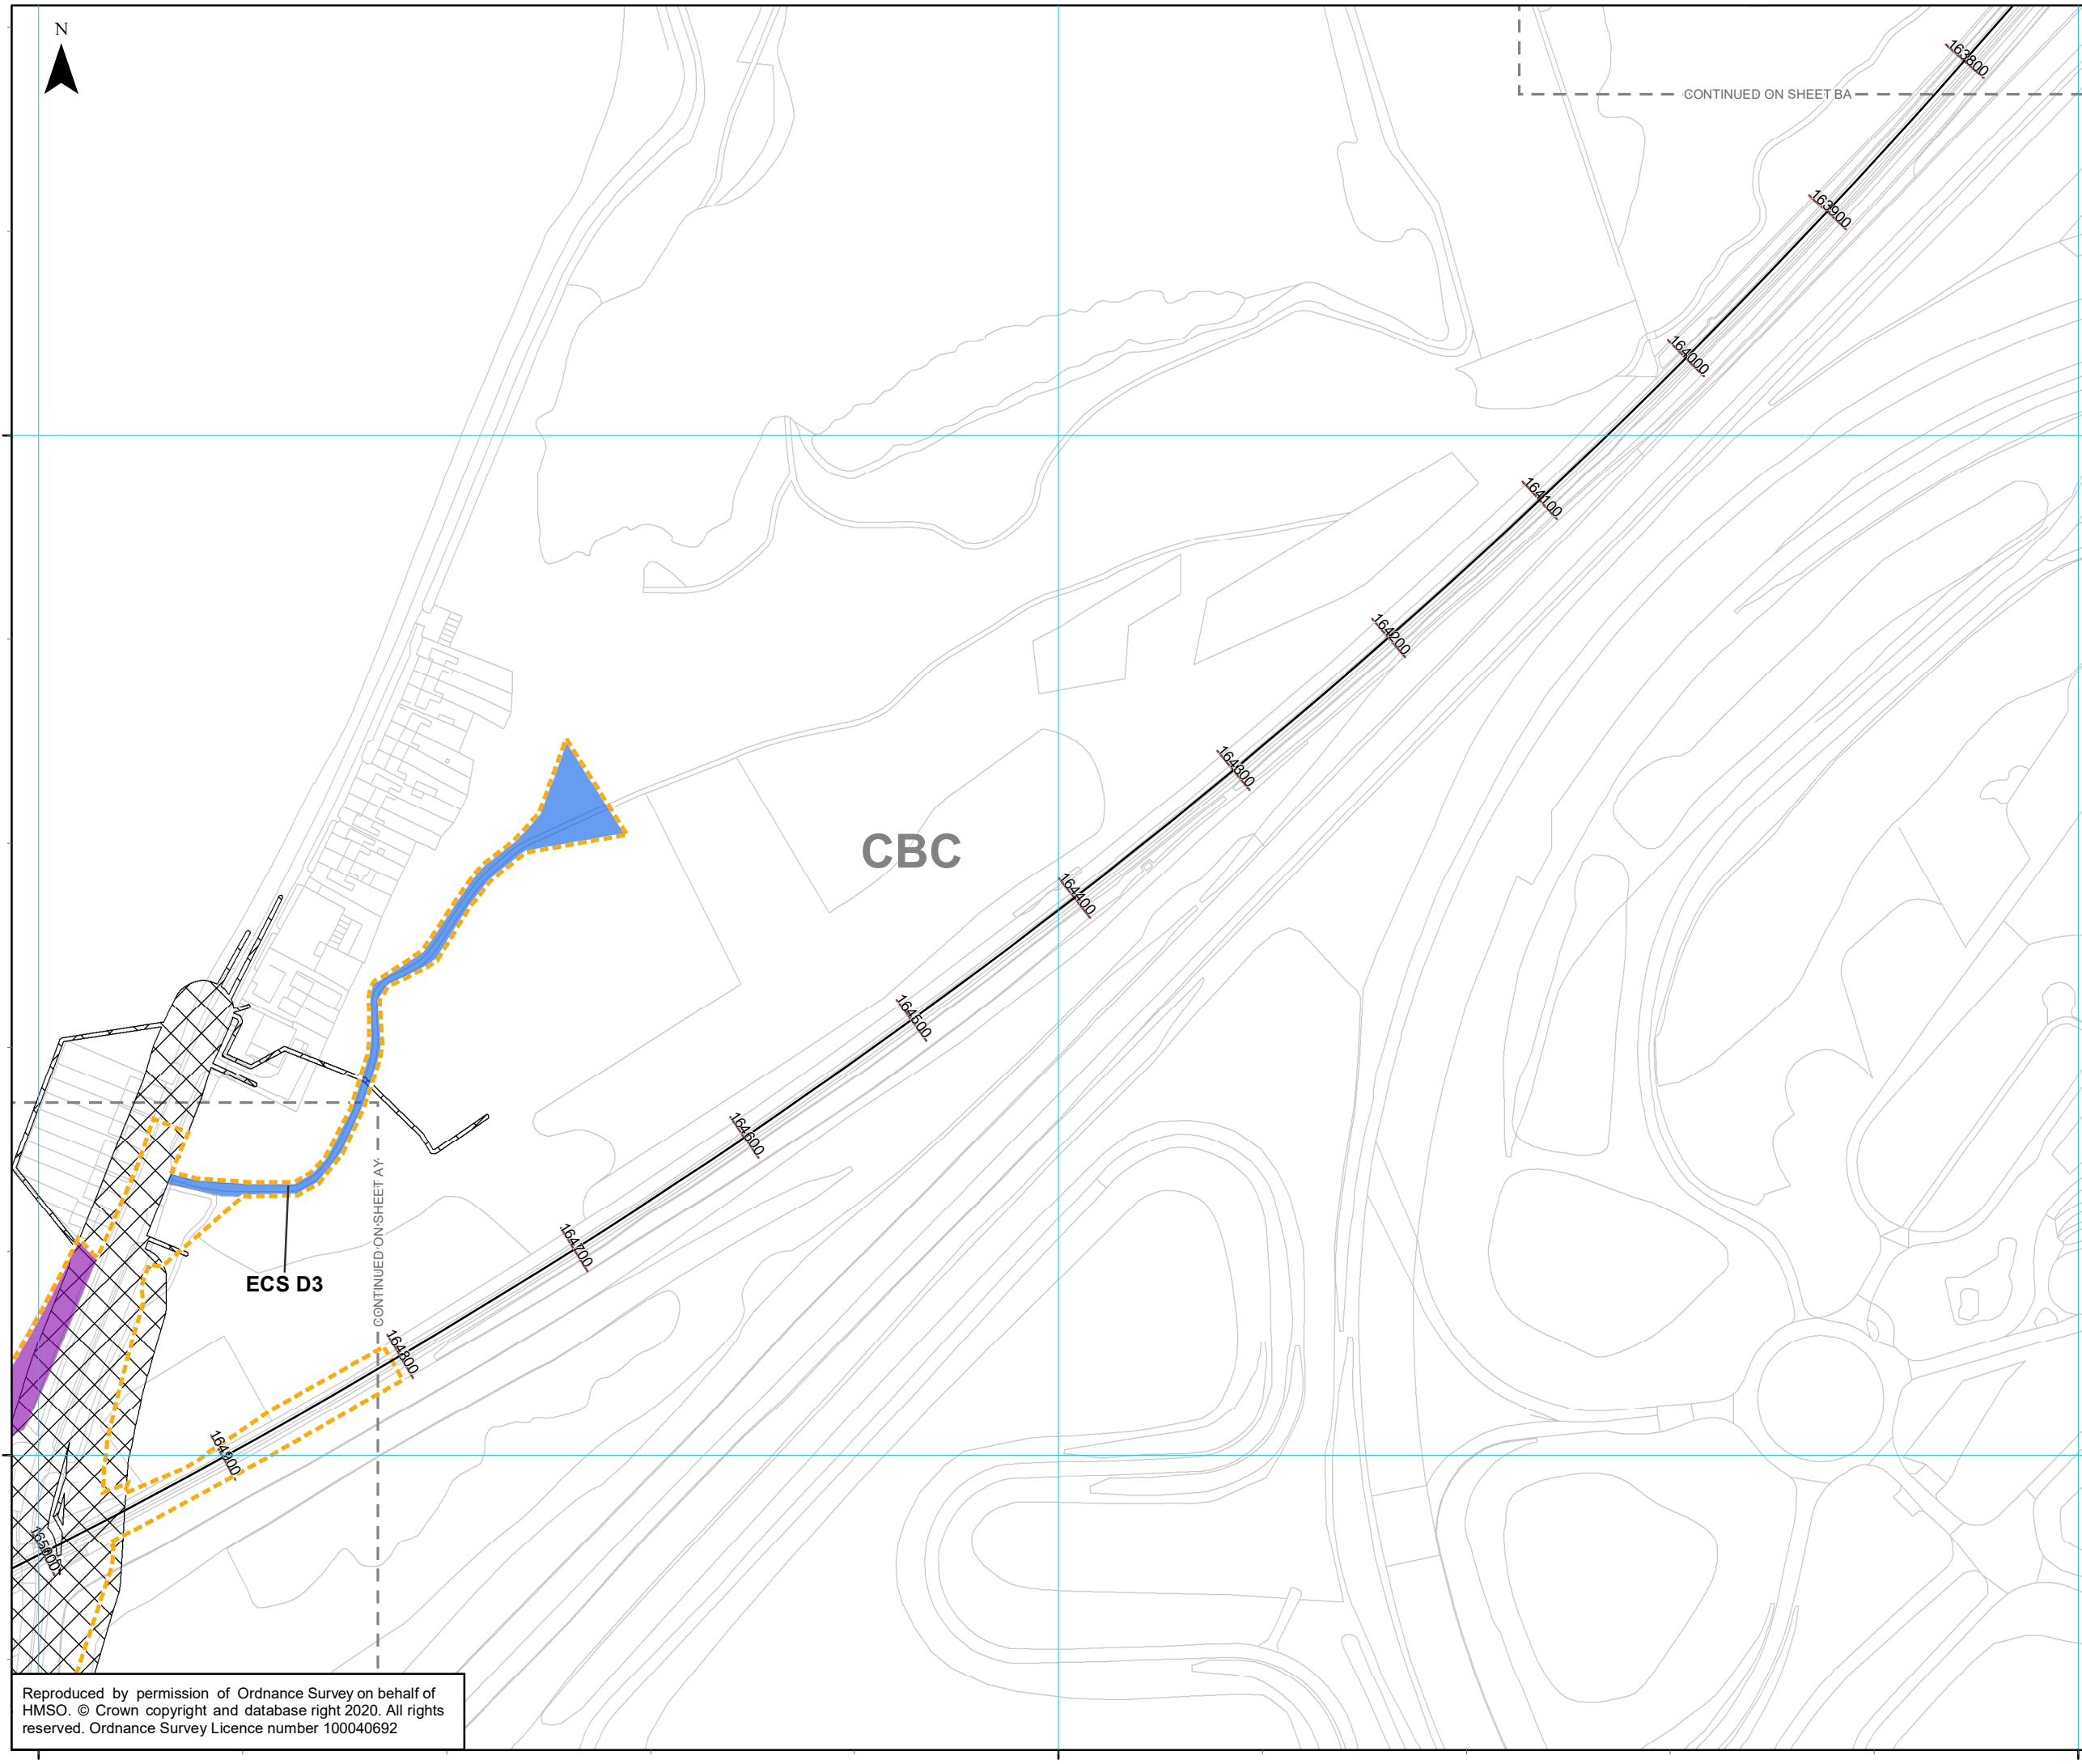 N
163800
CONTINUED ON SHEET BA
163900
164000
164100
164200
164300
CBC
164400
164500
164600
CONTINUED ON SHEET AY
164700
ECS D3
164800
164900
165000
Reproduced by permission of Ordnance Survey on behalf of
HMSO. © Crown copyright and database right 2020. All rights
reserved. Ordnance Survey Licence number 100040692